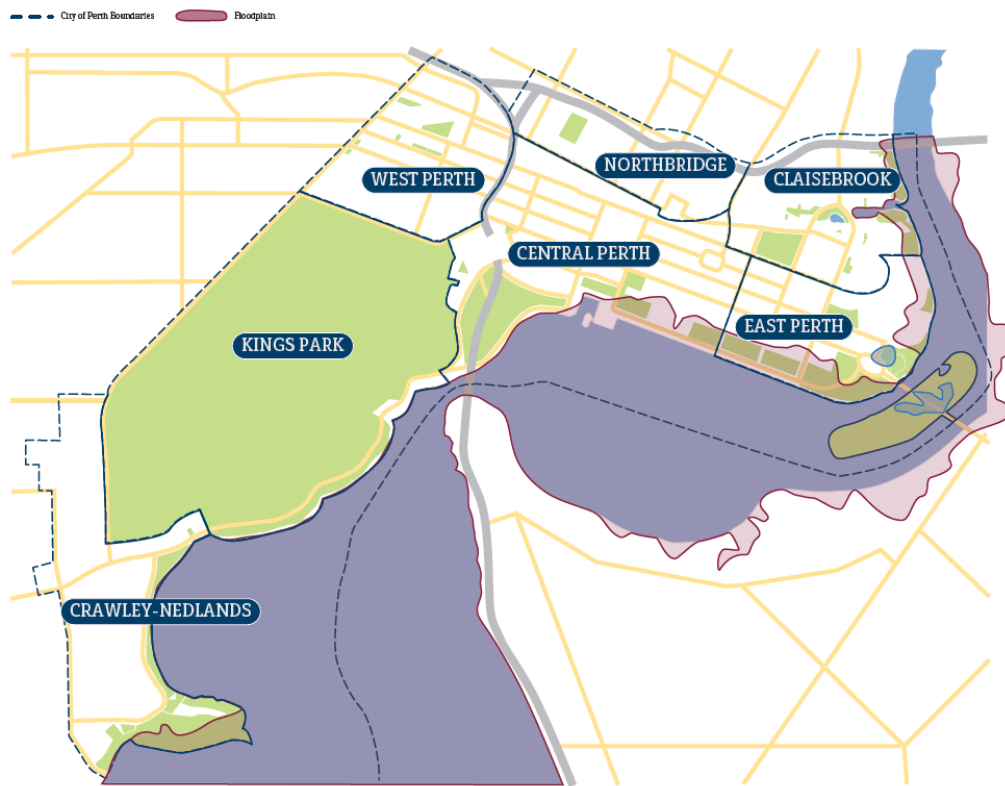 City of Perth Boundaries
Floodplain
NORTHBRIDGE
WEST PERTH
CLAISEBROOK
CENTRAL PERTH
EAST PERTH
KINGS PARK
CRAWLEY-NEDLANDS